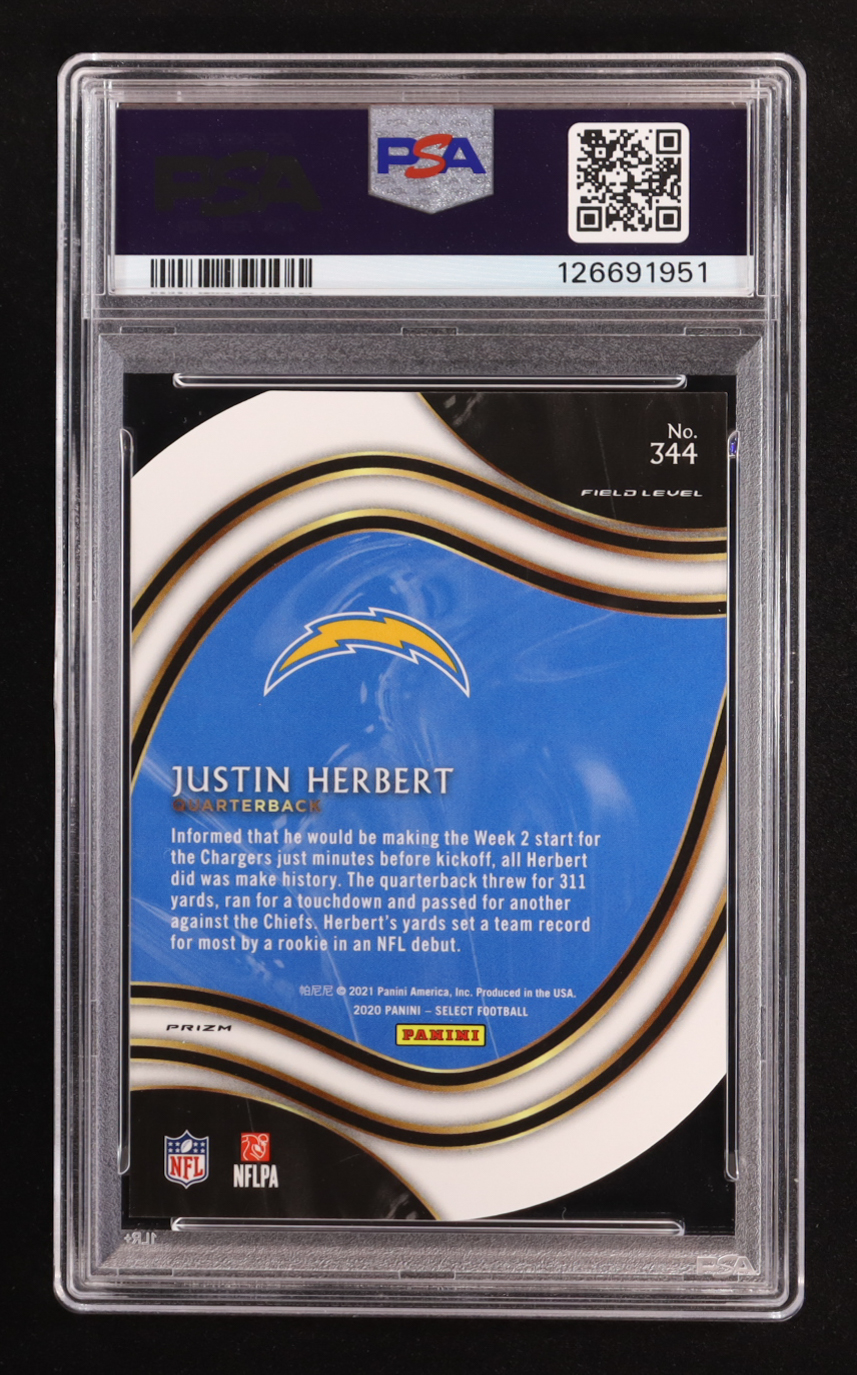 PSA
PSA
126691951
No.
344
FIELD LEVEL
JUSTIN HERBERT
QUARTERBACK
Informed that he would be making the Week 2 start for
the Chargers just minutes before kickoff, all Herbert
did was make history. The quarterback threw for 311
yards, ran for a touchdown and passed for another
against the Chiefs. Herbert's yards set a team record
for most by a rookie in an NFL debut.
帕尼尼 © 2021 Panini America, Inc. Produced in the USA.
2020 PANINI – SELECT FOOTBALL
PANINI
PRIZM
NFL
NFLPA
1LR+
PSA